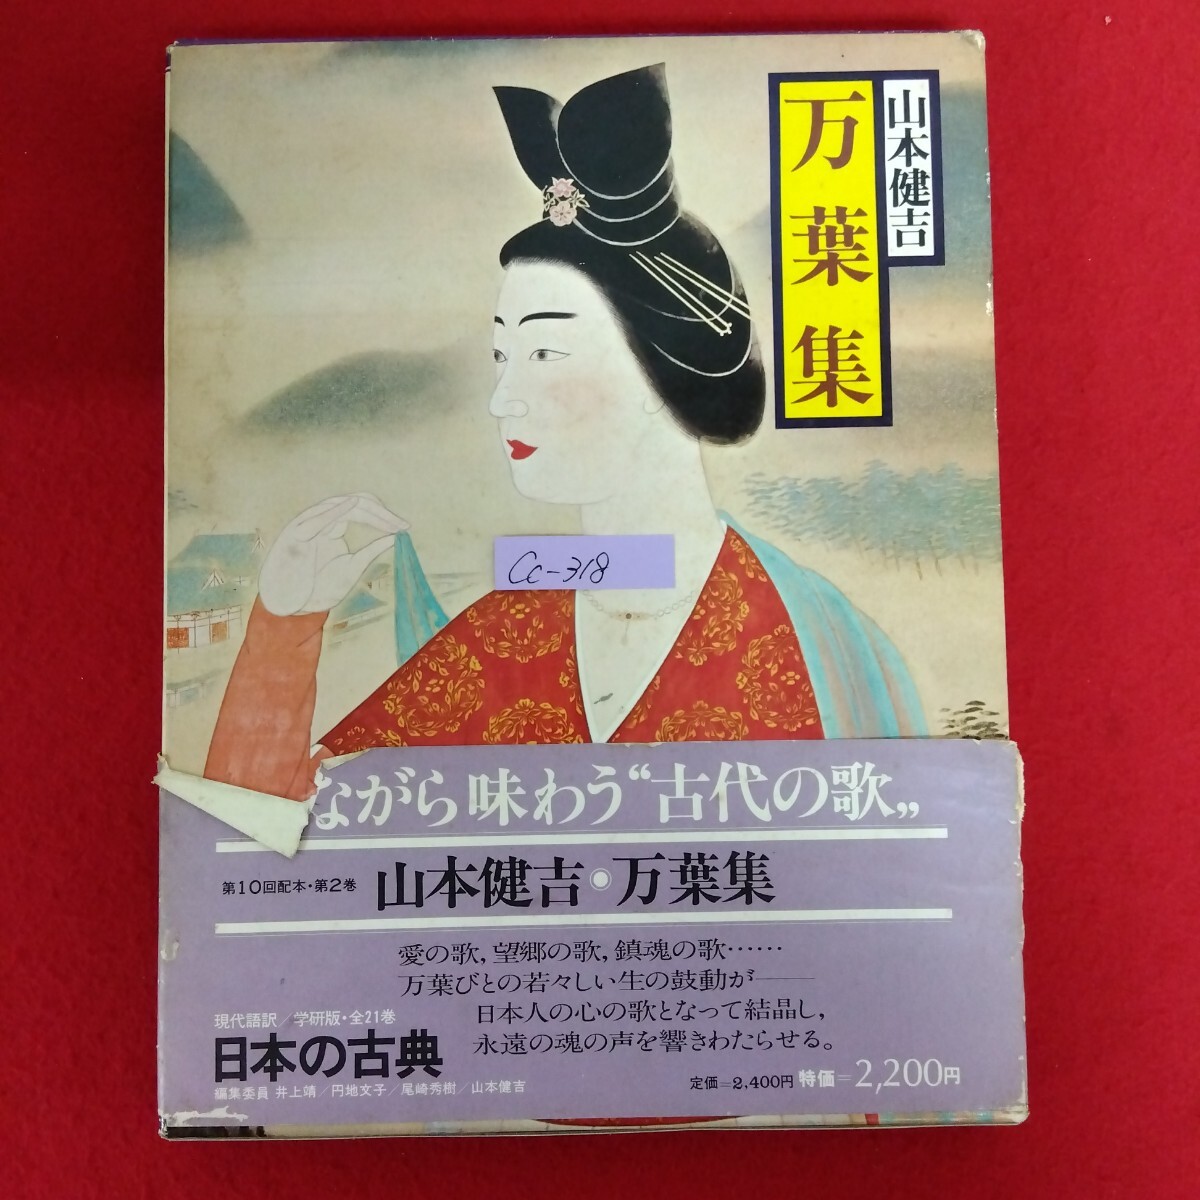 山本健吉
万葉集
Cc-318
ながら味わう“古代の歌„
第10回配本・第2巻 山本健吉◉万葉集
愛の歌,望郷の歌,鎮魂の歌……
万葉びとの若々しい生の鼓動が――
日本人の心の歌となって結晶し,
永遠の魂の声を響きわたらせる。
現代語訳/学研版・全21巻
日本の古典
編集委員 井上靖/円地文子/尾崎秀樹/山本健吉
定価=2,400円 特価=2,200円